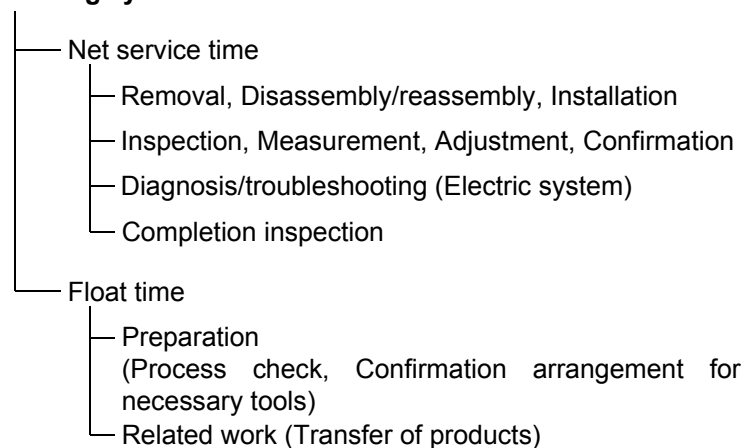 Net service time
Removal, Disassembly/reassembly, Installation
Inspection, Measurement, Adjustment, Confirmation
Diagnosis/troubleshooting (Electric system)
Completion inspection
Float time
Preparation
(Process check, Confirmation arrangement for
necessary tools)
Related work (Transfer of products)